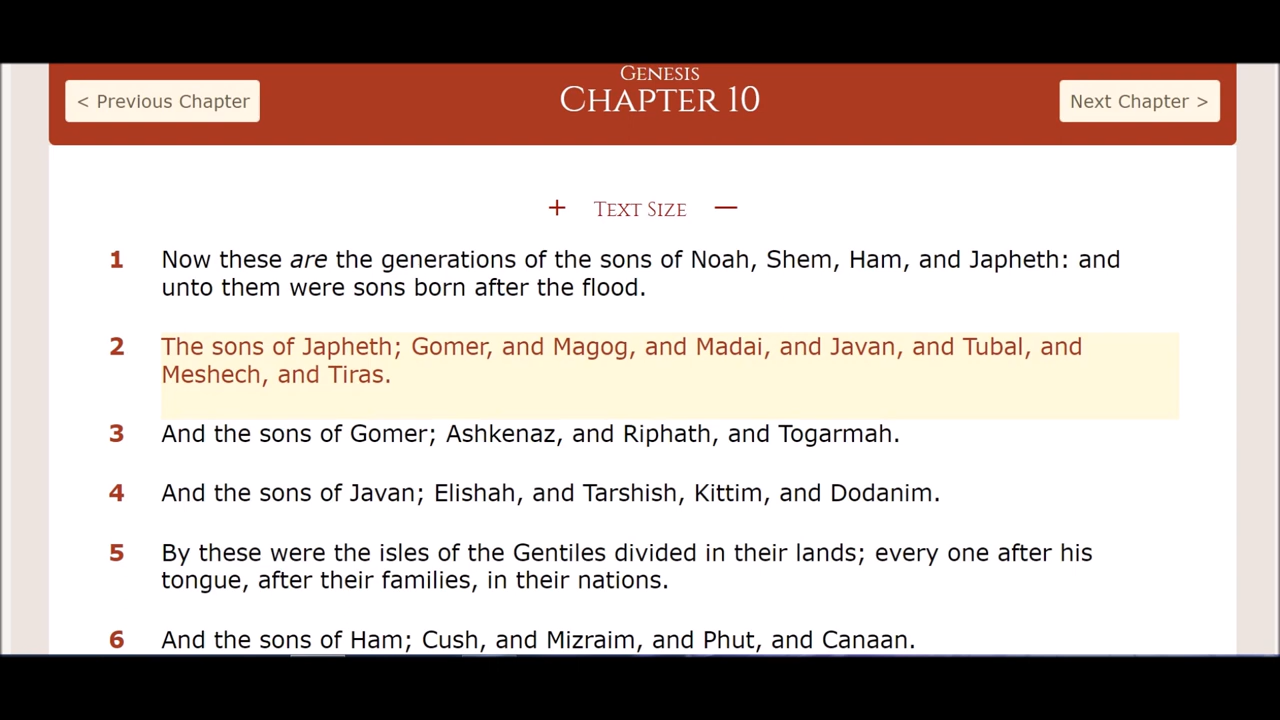 GENESIS
CHAPTER 10
< Previous Chapter
Next Chapter >
+ TEXT SIZE —
1 Now these are the generations of the sons of Noah, Shem, Ham, and Japheth: and
unto them were sons born after the flood.
2 The sons of Japheth; Gomer, and Magog, and Madai, and Javan, and Tubal, and
Meshech, and Tiras.
3 And the sons of Gomer; Ashkenaz, and Riphath, and Togarmah.
4 And the sons of Javan; Elishah, and Tarshish, Kittim, and Dodanim.
5 By these were the isles of the Gentiles divided in their lands; every one after his
tongue, after their families, in their nations.
6 And the sons of Ham; Cush, and Mizraim, and Phut, and Canaan.